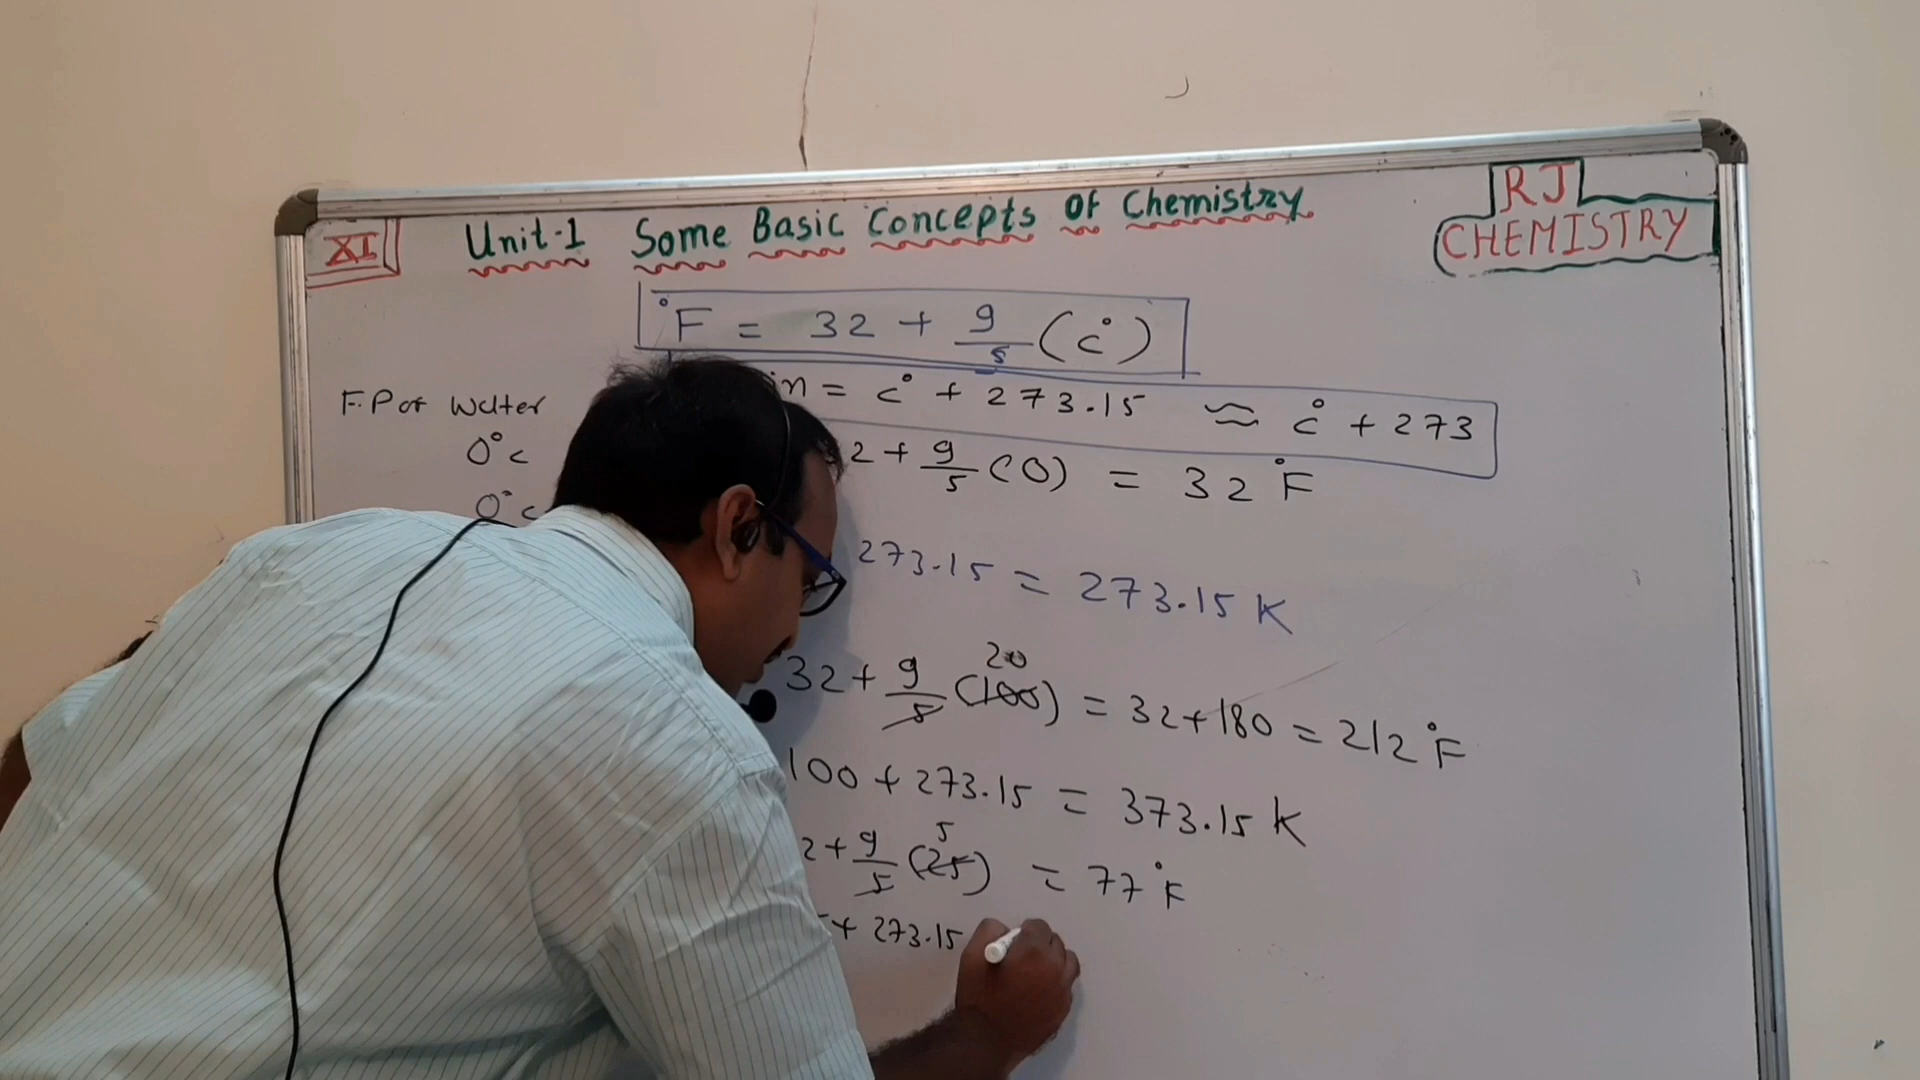 XI Unit-1 Some Basic Concepts Of Chemistry
RJ
CHEMISTRY
°F = 32 + 9/5 (c°)
in = c° + 273.15 ≈ c° + 273
F.P of Water
0°c 2 + 9/5 (0) = 32 °F
0°c
273.15 = 273.15 K
20
32 + 9/5 (100) = 32 + 180 = 212 °F
100 + 273.15 = 373.15 K
5
2 + 9/5 (25) = 77 °F
+ 273.15